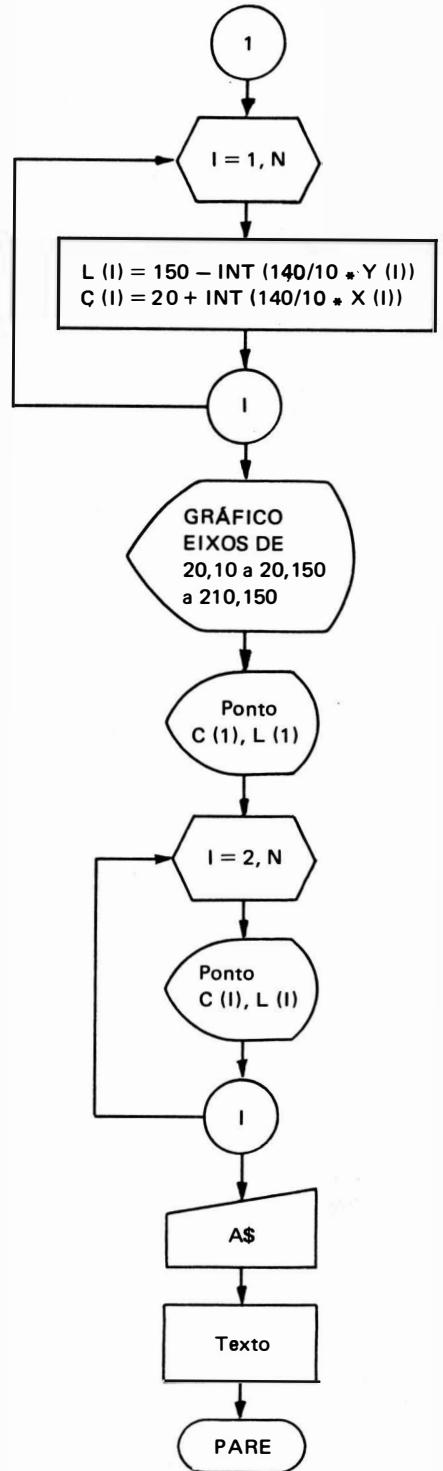 1
I = 1, N
L (I) = 150 – INT (140/10 * Y (I))
C (I) = 20 + INT (140/10 * X (I))
I
GRÁFICO
EIXOS DE
20,10 a 20,150
a 210,150
Ponto
C (1), L (1)
I = 2, N
Ponto
C (I), L (I)
I
A$
Texto
PARE